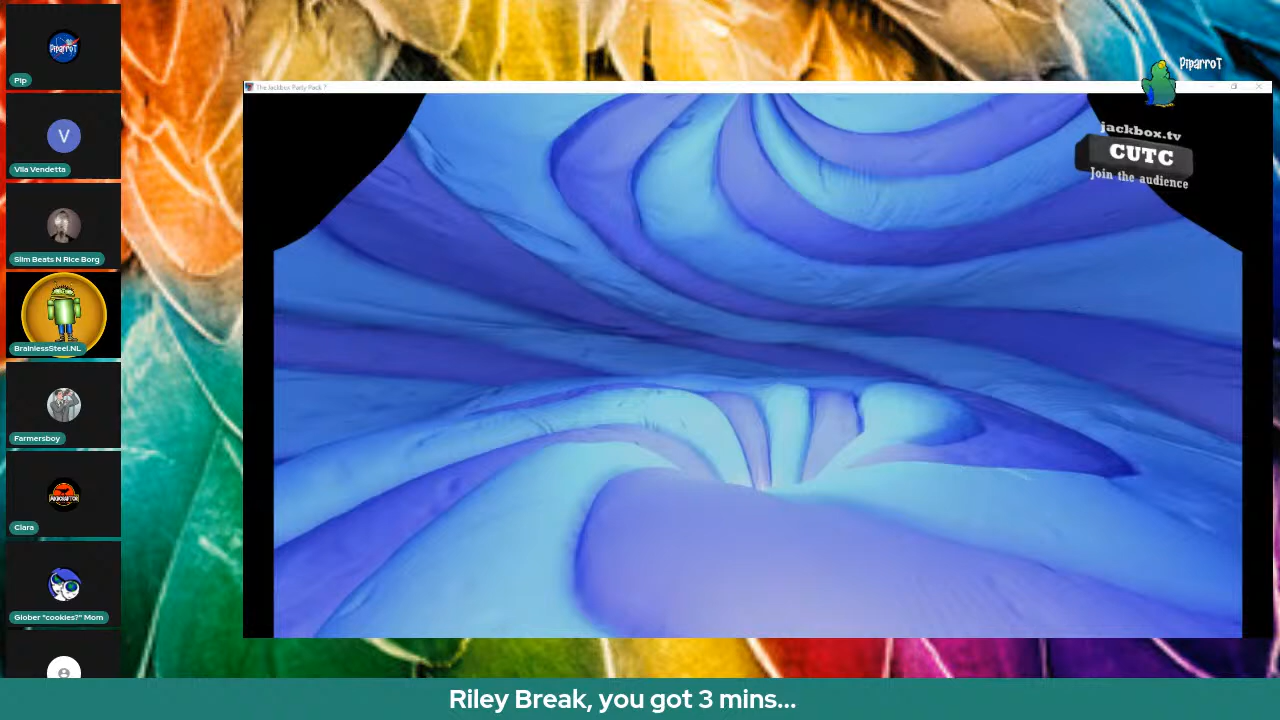 PiparroT
Pip
V
Vila Vendetta
Slim Beats N Rice Borg
BrainlessSteel.NL
Farmersboy
Clara
Glober "cookies?" Mom
The Jackbox Party Pack 7
PiparroT
jackbox.tv
CUTC
Join the audience
Riley Break, you got 3 mins...